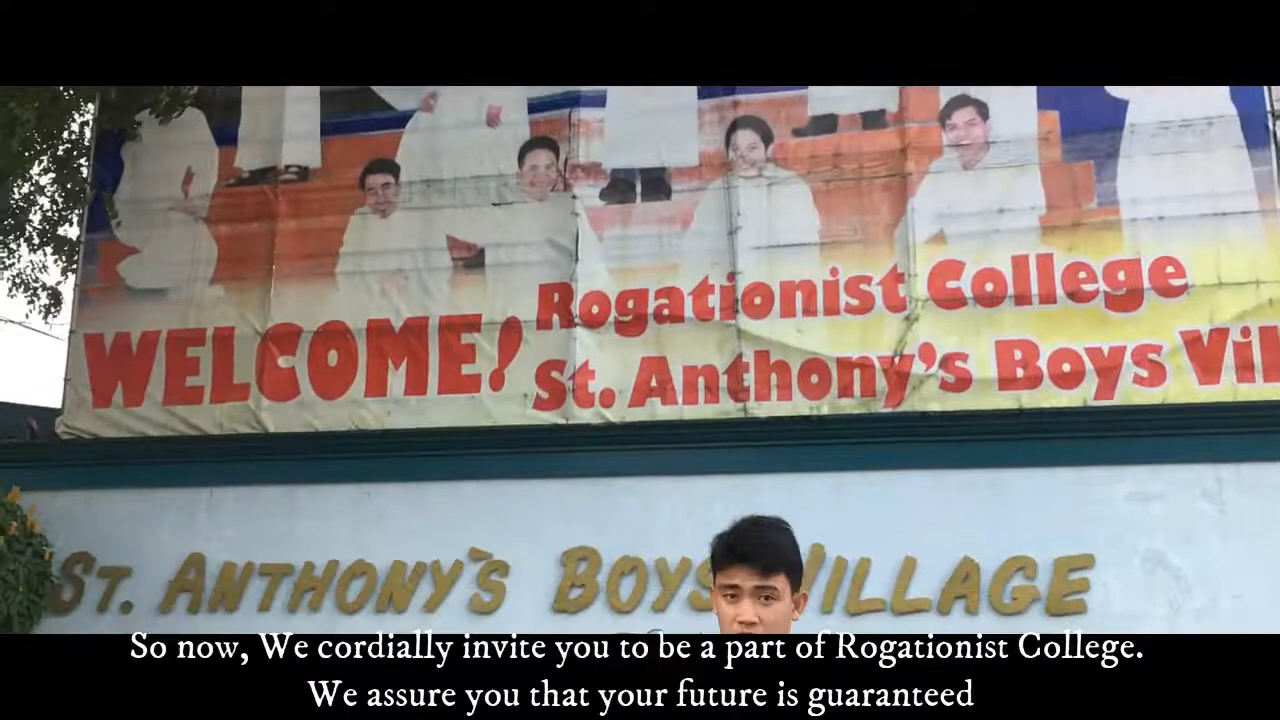 WELCOME!
Rogationist College
St. Anthony's Boys Vil
ST. ANTHONY'S BOYS VILLAGE
So now, We cordially invite you to be a part of Rogationist College.
We assure you that your future is guaranteed